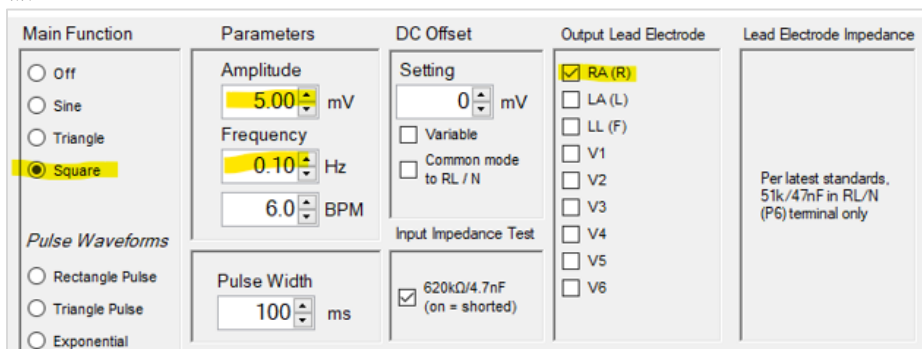 Main Function
Off
Sine
Triangle
Square
Pulse Waveforms
Rectangle Pulse
Triangle Pulse
Exponential
Parameters
Amplitude
5.00 mV
Frequency
0.10 Hz
6.0 BPM
Pulse Width
100 ms
DC Offset
Setting
0 mV
Variable
Common mode
to RL / N
Input Impedance Test
620kΩ/4.7nF
(on = shorted)
Output Lead Electrode
RA (R)
LA (L)
LL (F)
V1
V2
V3
V4
V5
V6
Lead Electrode Impedance
Per latest standards,
51k/47nF in RL/N
(P6) terminal only